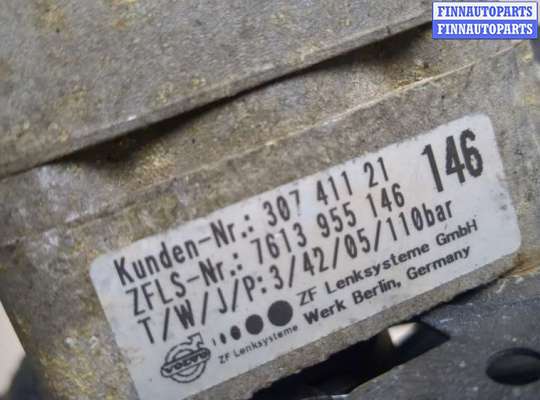 FINNAUTOPARTS
FINNAUTOPARTS
Kunden-Nr.: 307 411 21
ZFLS-Nr.: 7613 955 146
146
T/W/J/P:3/42/05/110bar
ZF Lenksysteme GmbH
Werk Berlin, Germany
ZF Lenksysteme
VOLVO